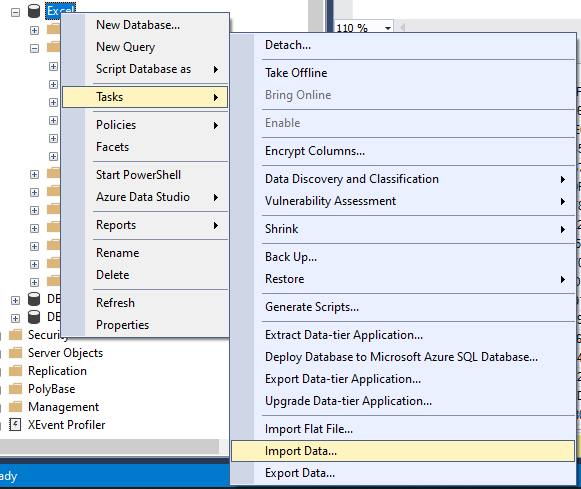 Excel
New Database...
New Query
Script Database as
Tasks
Policies
Facets
Start PowerShell
Azure Data Studio
Reports
Rename
Delete
Refresh
Properties
DB
DB
Security
Server Objects
Replication
PolyBase
Management
XEvent Profiler
ady
110 %
Detach...
Take Offline
Bring Online
Enable
Encrypt Columns...
Data Discovery and Classification
Vulnerability Assessment
Shrink
Back Up...
Restore
Generate Scripts...
Extract Data-tier Application...
Deploy Database to Microsoft Azure SQL Database...
Export Data-tier Application...
Upgrade Data-tier Application...
Import Flat File...
Import Data...
Export Data...